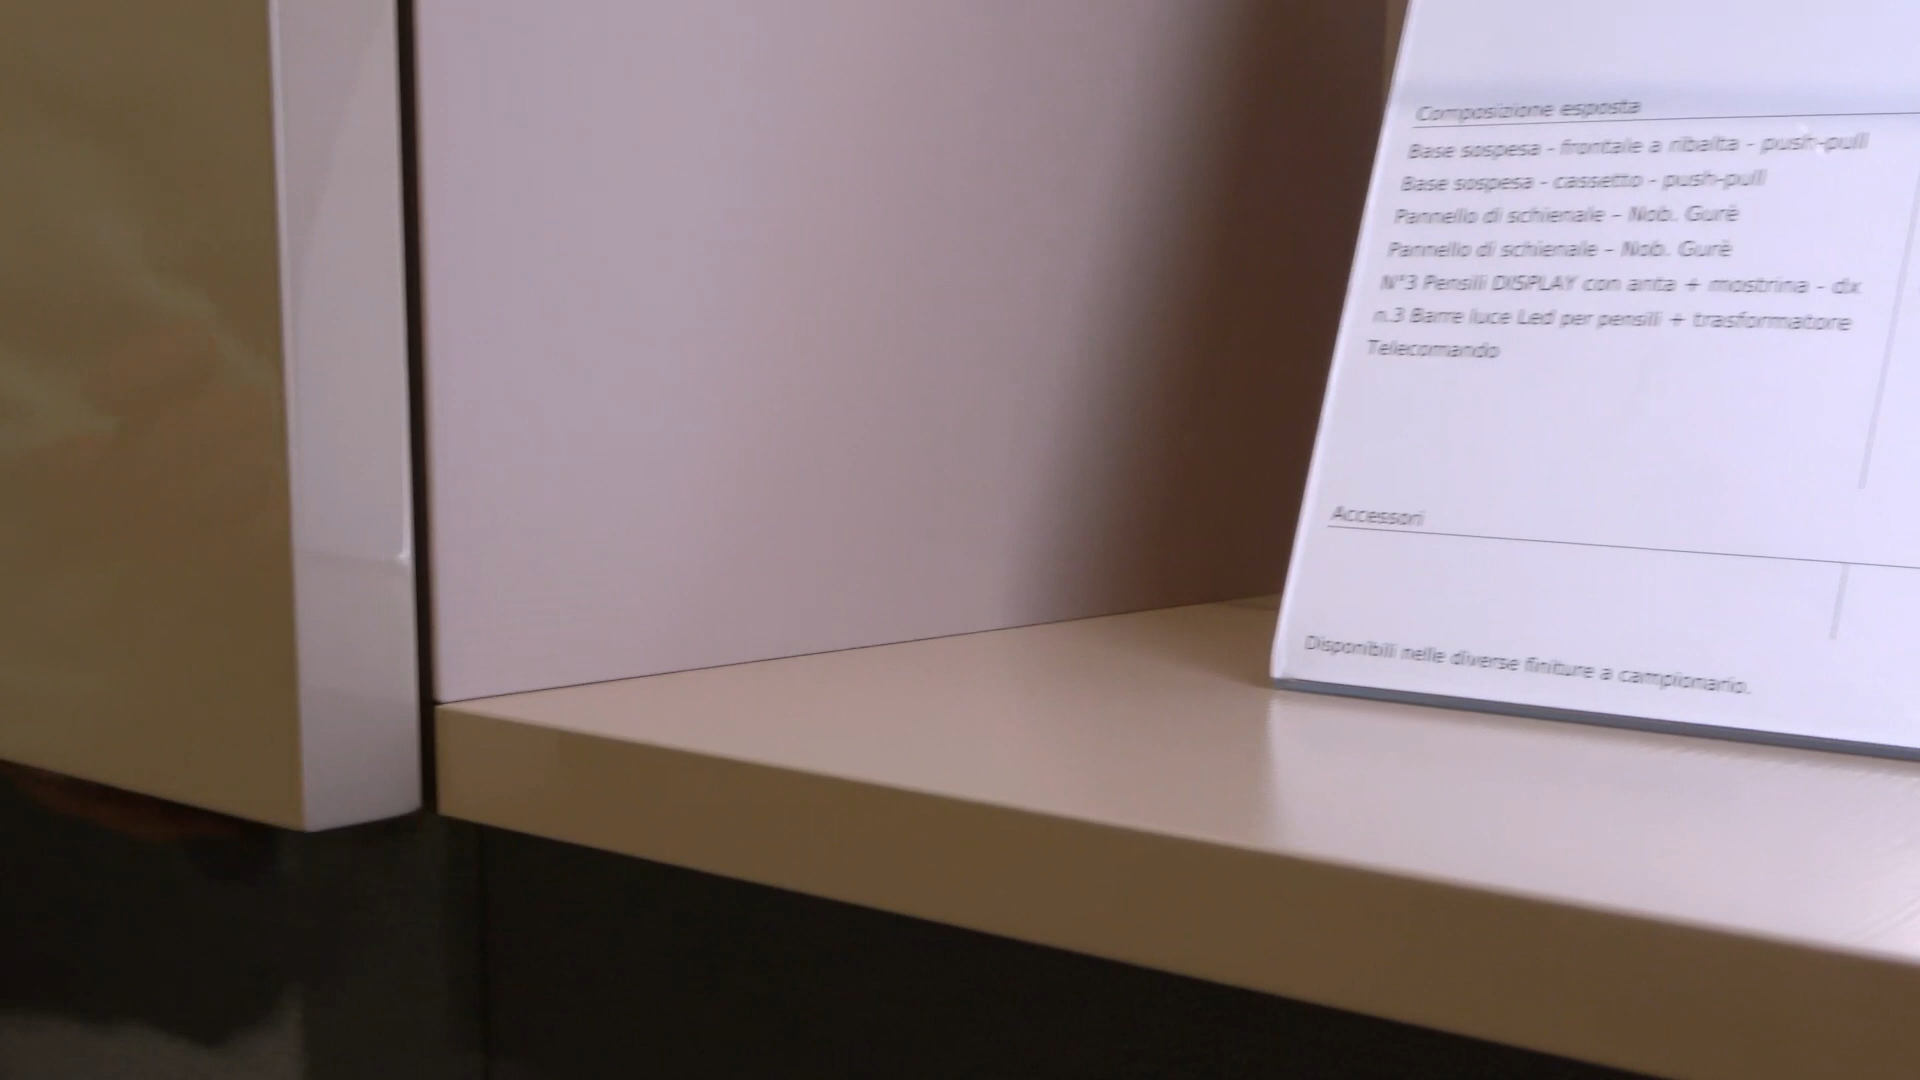 Composizione esposta
Base sospesa - frontale a ribalta - push-pull
Base sospesa - cassetto - push-pull
Pannello di schienale – Nob. Gurè
Pannello di schienale – Nob. Gurè
N°3 Pensili DISPLAY con anta + mostrina - dx
n.3 Barre luce Led per pensili + trasformatore
Telecomando
Accessori
Disponibili nelle diverse finiture a campionario.